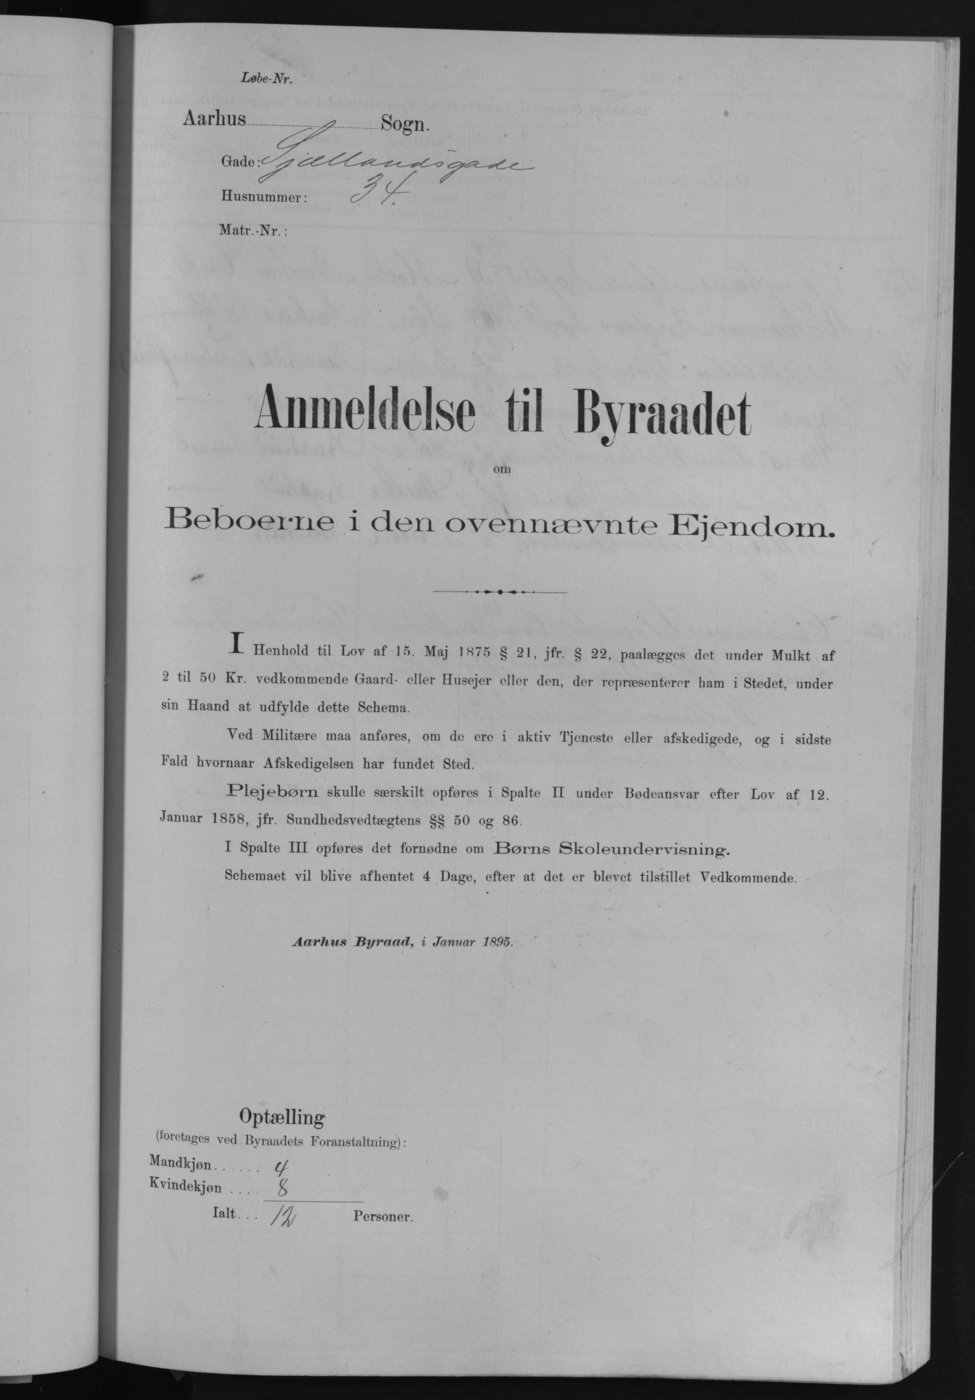 Løbe-Nr.
Aarhus Sogn.
Gade: Sjællandsgade
Husnummer: 34.
Matr.-Nr.:
Anmeldelse til Byraadet
om
Beboerne i den ovennævnte Ejendom.
I Henhold til Lov af 15. Maj 1875 § 21, jfr. § 22, paalægges det under Mulkt af
2 til 50 Kr. vedkommende Gaard- eller Husejer eller den, der repræsenterer ham i Stedet, under
sin Haand at udfylde dette Schema.
Ved Militære maa anføres, om de ere i aktiv Tjeneste eller afskedigede, og i sidste
Fald hvornaar Afskedigelsen har fundet Sted.
Plejebørn skulle særskilt opføres i Spalte II under Bødeansvar efter Lov af 12.
Januar 1858, jfr. Sundhedsvedtægtens §§ 50 og 86.
I Spalte III opføres det fornødne om Børns Skoleundervisning.
Schemaet vil blive afhentet 4 Dage, efter at det er blevet tilstillet Vedkommende.
Aarhus Byraad, i Januar 1895.
Optælling
(foretages ved Byraadets Foranstaltning):
Mandkjøn...... 4
Kvindekjøn .... 8
Ialt... 12 Personer.